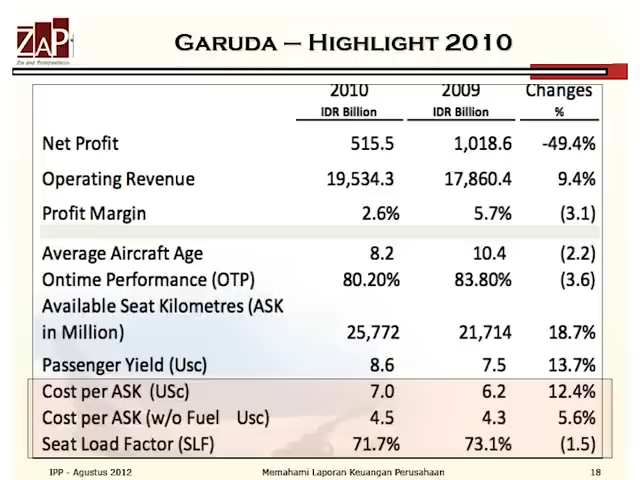 ZAP
GARUDA – HIGHLIGHT 2010
2010 2009 Changes
IDR Billion IDR Billion %
Net Profit 515.5 1,018.6 -49.4%
Operating Revenue 19,534.3 17,860.4 9.4%
Profit Margin 2.6% 5.7% (3.1)
Average Aircraft Age 8.2 10.4 (2.2)
Ontime Performance (OTP) 80.20% 83.80% (3.6)
Available Seat Kilometres (ASK
in Million) 25,772 21,714 18.7%
Passenger Yield (Usc) 8.6 7.5 13.7%
Cost per ASK (USc) 7.0 6.2 12.4%
Cost per ASK (w/o Fuel Usc) 4.5 4.3 5.6%
Seat Load Factor (SLF) 71.7% 73.1% (1.5)
IPP - Agustus 2012 Memahami Laporan Keuangan Perusahaan 18